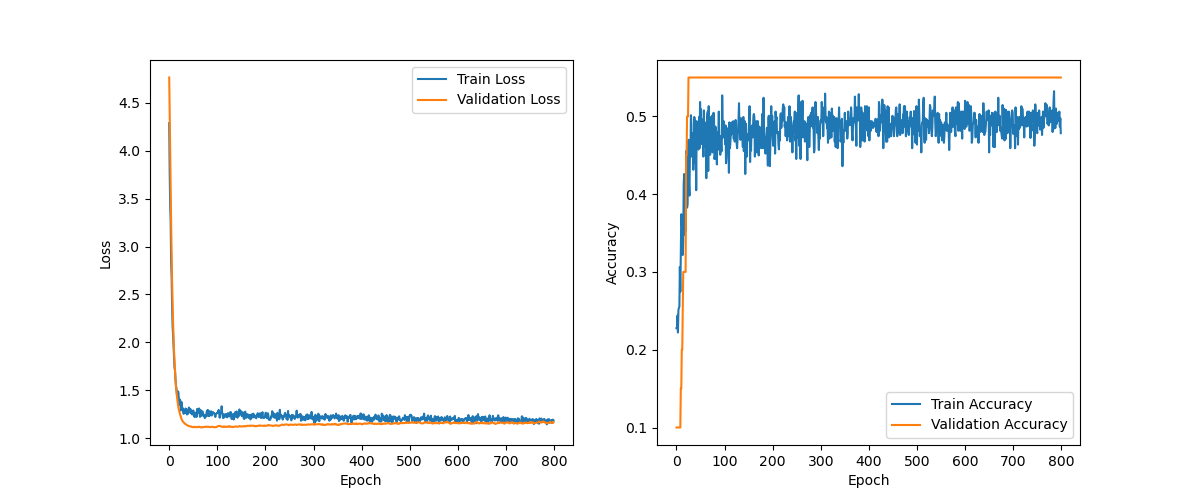 Train Loss
Validation Loss
4.5
4.0
3.5
3.0
2.5
2.0
1.5
1.0
Loss
0 100 200 300 400 500 600 700 800
Epoch
0.5
0.4
0.3
0.2
0.1
Accuracy
Train Accuracy
Validation Accuracy
0 100 200 300 400 500 600 700 800
Epoch